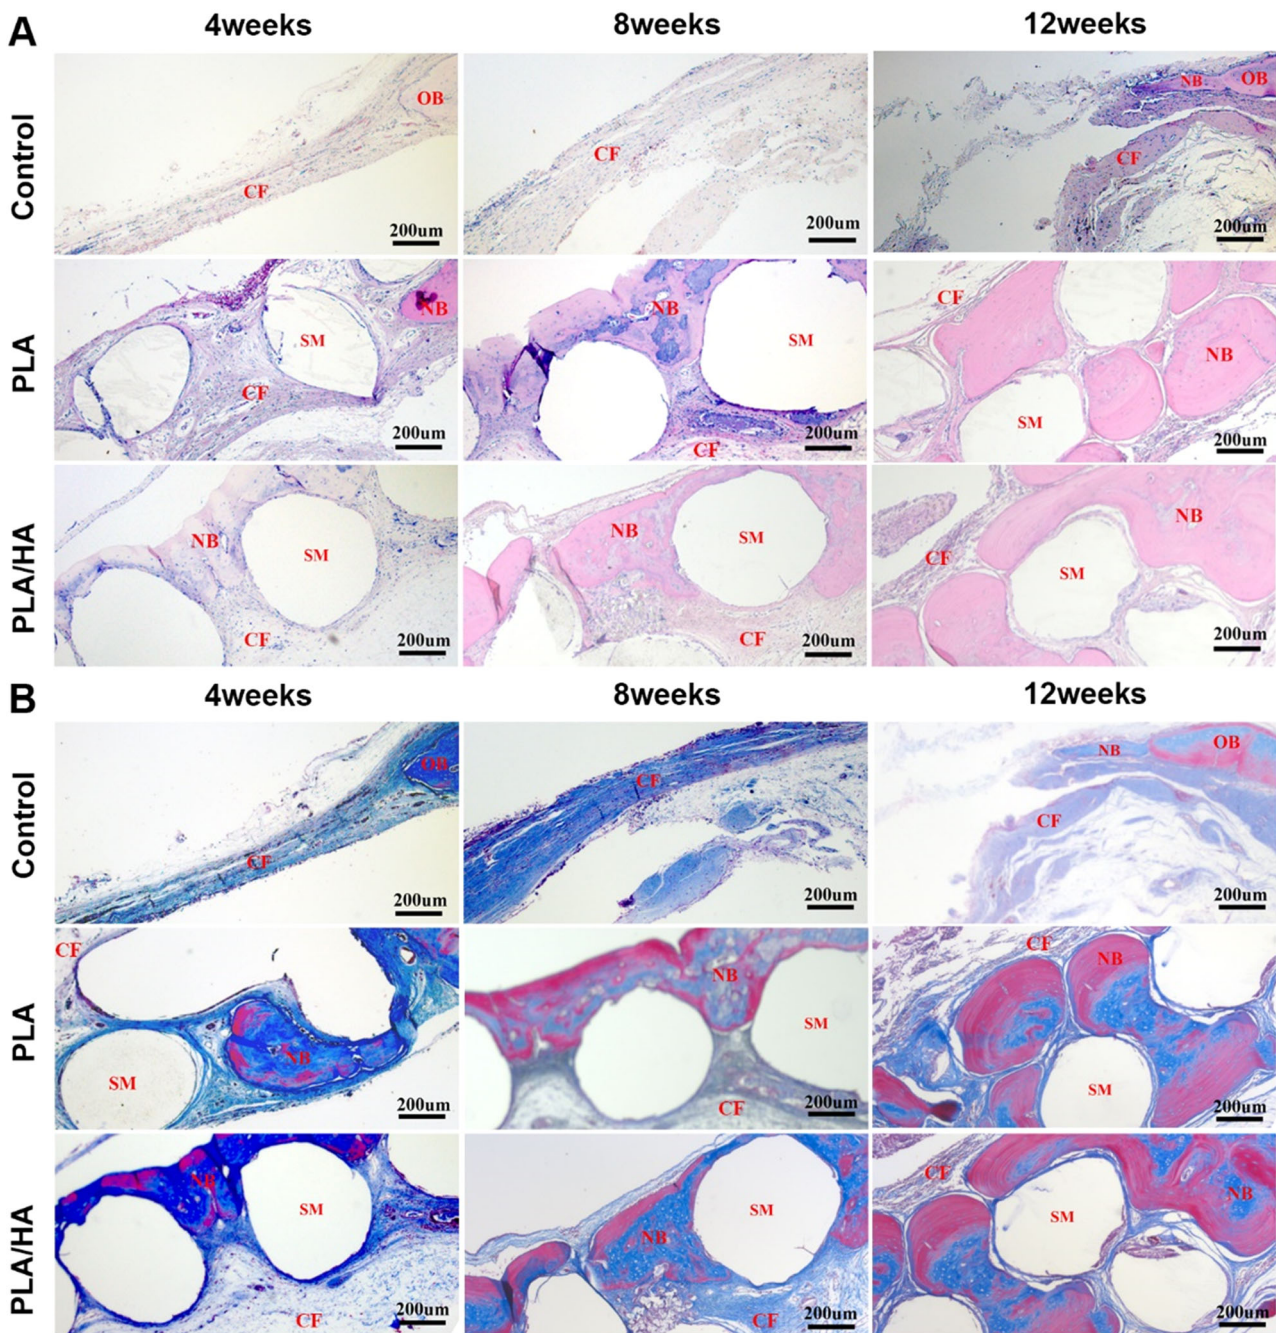 A
4weeks
8weeks
12weeks
Control
OB
CF
200um
CF
200um
NB
OB
CF
200um
PLA
NB
SM
CF
200um
NB
SM
CF
200um
CF
NB
SM
200um
PLA/HA
NB
SM
CF
200um
NB
SM
CF
200um
NB
CF
SM
200um
B
4weeks
8weeks
12weeks
Control
OB
CF
200um
CF
200um
NB
OB
CF
200um
PLA
CF
NB
SM
200um
NB
SM
CF
200um
CF
NB
SM
200um
PLA/HA
NB
SM
CF
200um
NB
SM
CF
200um
CF
NB
SM
200um